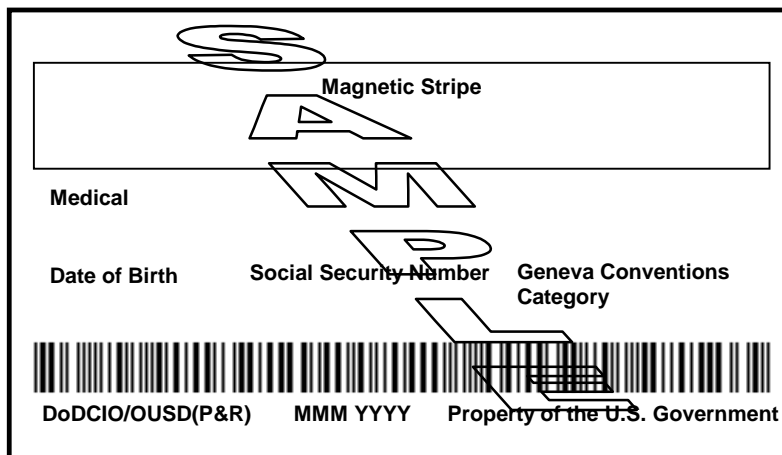 SAMPLE
Magnetic Stripe
Medical
Date of Birth Social Security Number Geneva Conventions
Category
DoDCIO/OUSD(P&R) MMM YYYY Property of the U.S. Government